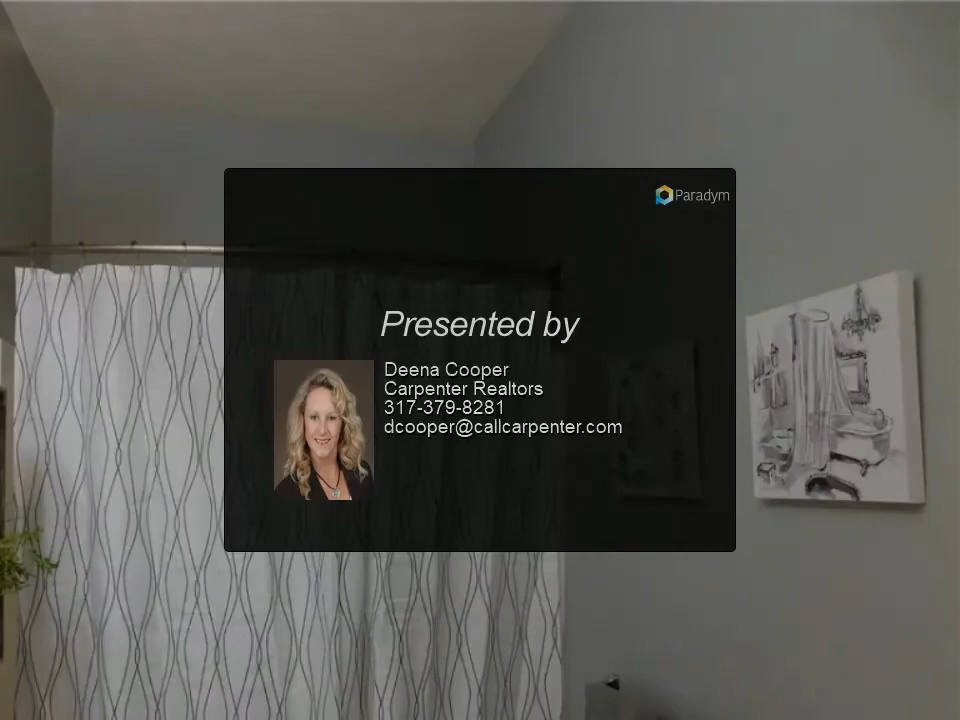 Paradym
Presented by
Deena Cooper
Carpenter Realtors
317-379-8281
dcooper@callcarpenter.com